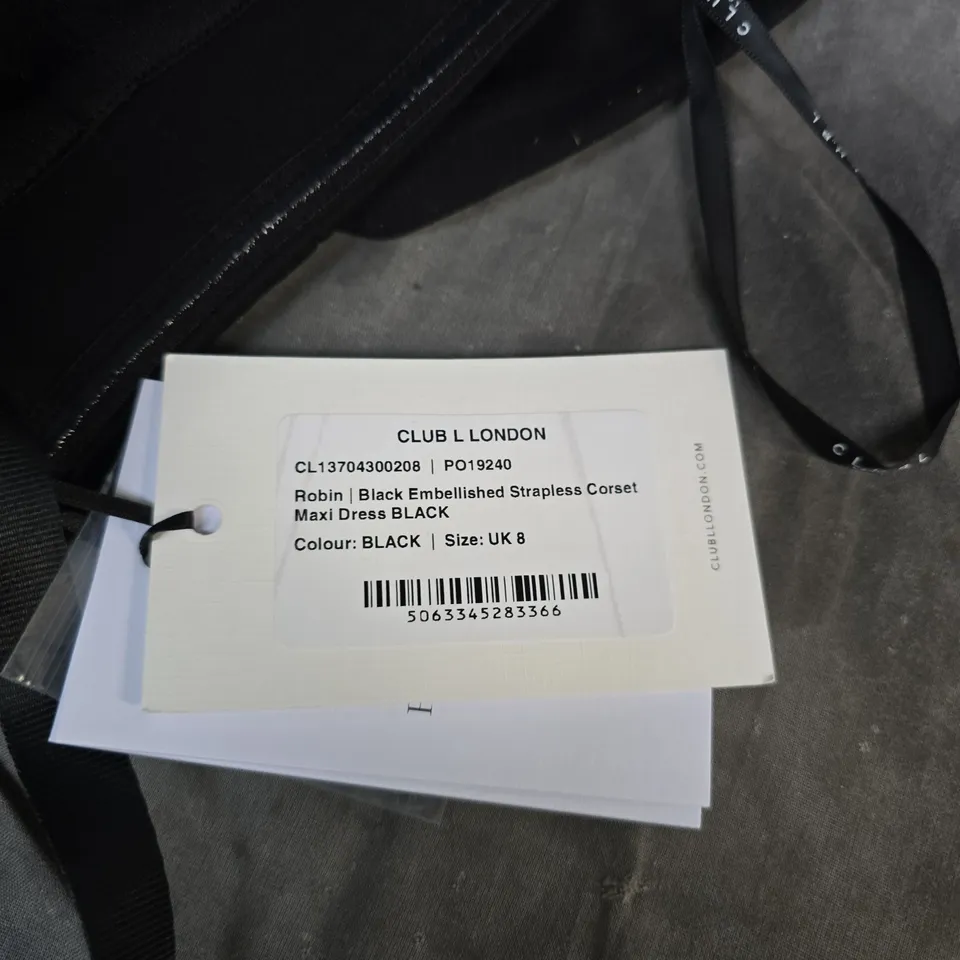 CLUB L LONDON
CL13704300208 | PO19240
Robin | Black Embellished Strapless Corset
Maxi Dress BLACK
Colour: BLACK | Size: UK 8
5063345283366
CLUBLLONDON.COM